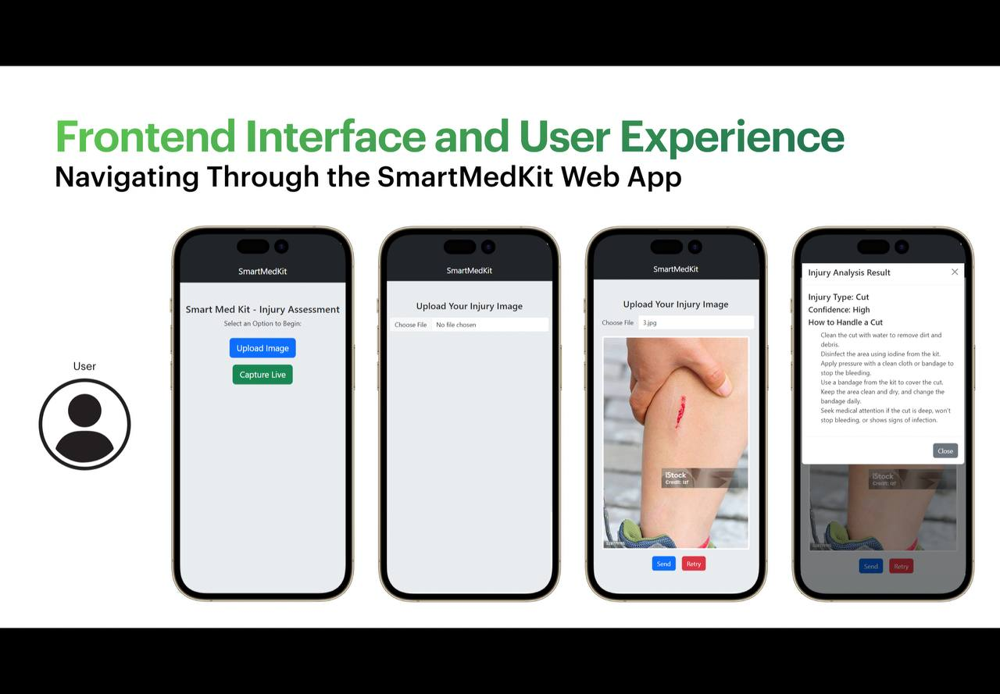 Frontend Interface and User Experience
Navigating Through the SmartMedKit Web App
User
SmartMedKit
Smart Med Kit - Injury Assessment
Select an Option to Begin:
Upload Image
Capture Live
SmartMedKit
Upload Your Injury Image
Choose File No file chosen
SmartMedKit
Upload Your Injury Image
Choose File 3.jpg
iStock
Credit: izf
Send Retry
Injury Analysis Result
Injury Type: Cut
Confidence: High
How to Handle a Cut
Clean the cut with water to remove dirt and
debris.
Disinfect the area using iodine from the kit.
Apply pressure with a clean cloth or bandage to
stop the bleeding.
Use a bandage from the kit to cover the cut.
Keep the area clean and dry, and change the
bandage daily.
Seek medical attention if the cut is deep, won't
stop bleeding, or shows signs of infection.
Close
iStock
Credit: izf
Send Retry